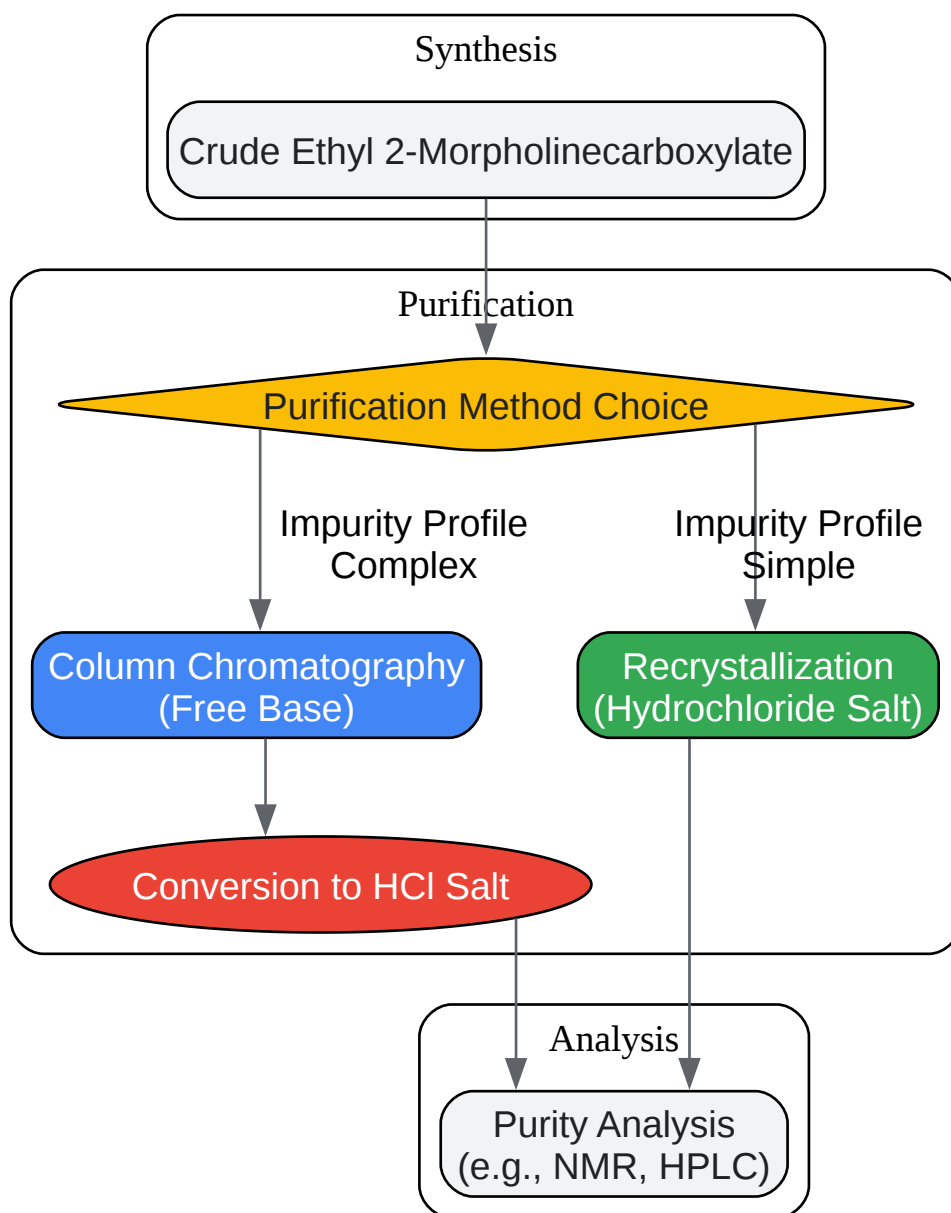 Synthesis
Crude Ethyl 2-Morpholinecarboxylate
Purification
Purification Method Choice
Impurity Profile
Complex
Impurity Profile
Simple
Column Chromatography
(Free Base)
Recrystallization
(Hydrochloride Salt)
Conversion to HCl Salt
Analysis
Purity Analysis
(e.g., NMR, HPLC)